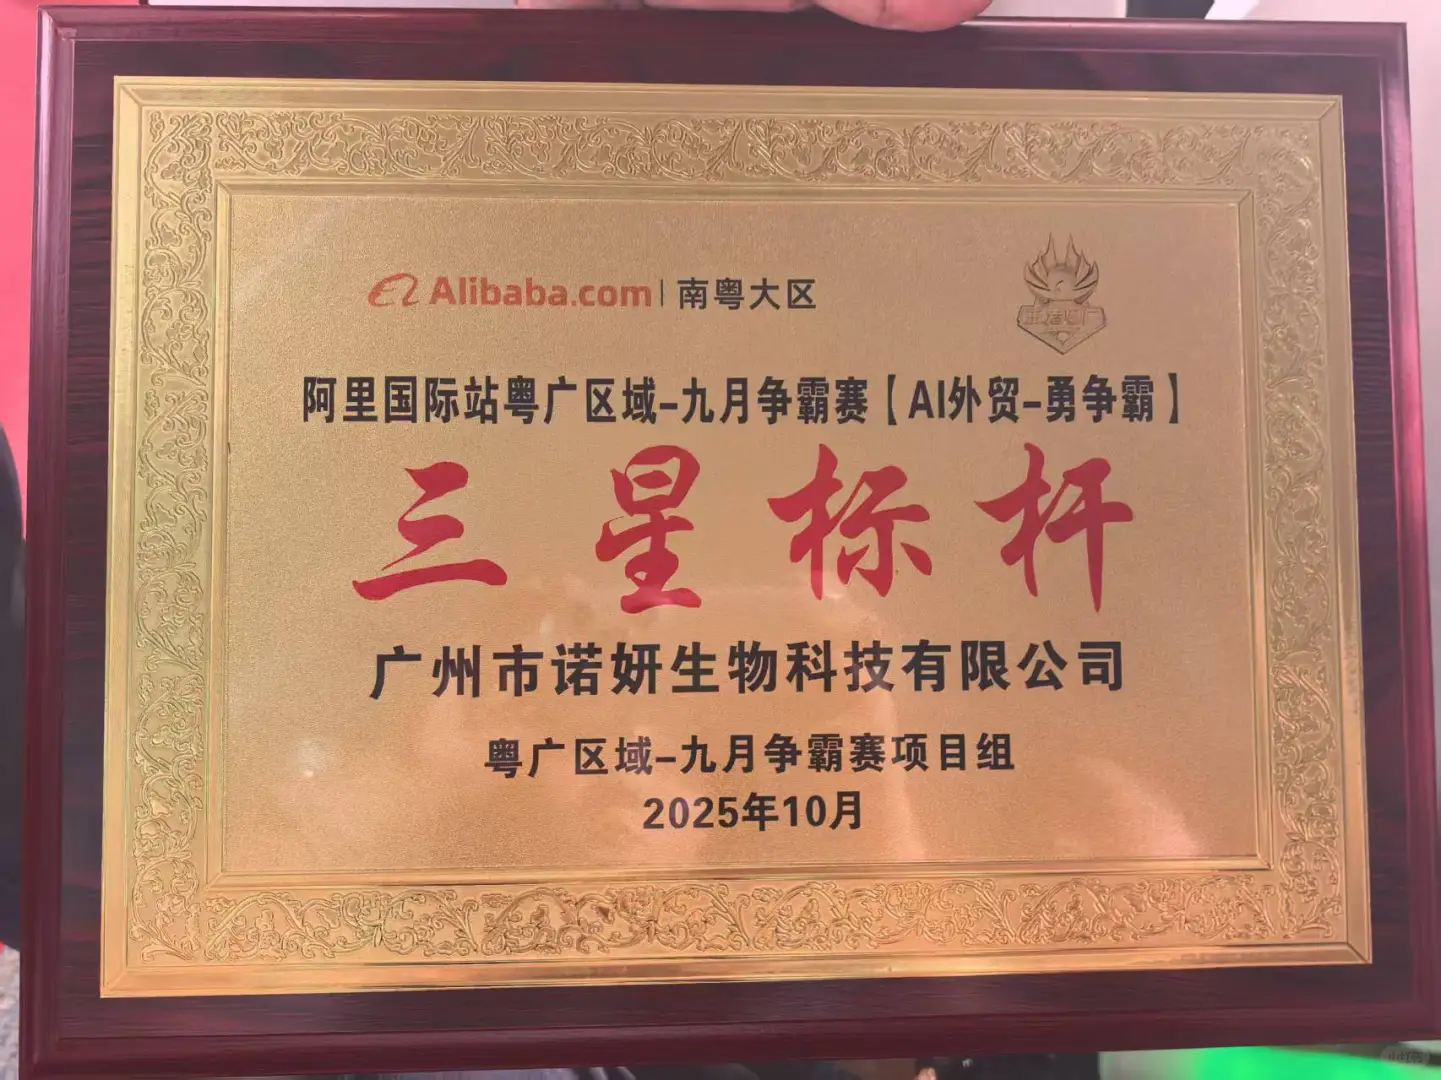 Alibaba.com | 南粤大区
阿里国际站粤广区域-九月争霸赛【AI外贸-勇争霸】
三星标杆
广州市诺妍生物科技有限公司
粤广区域-九月争霸赛项目组
2025年10月